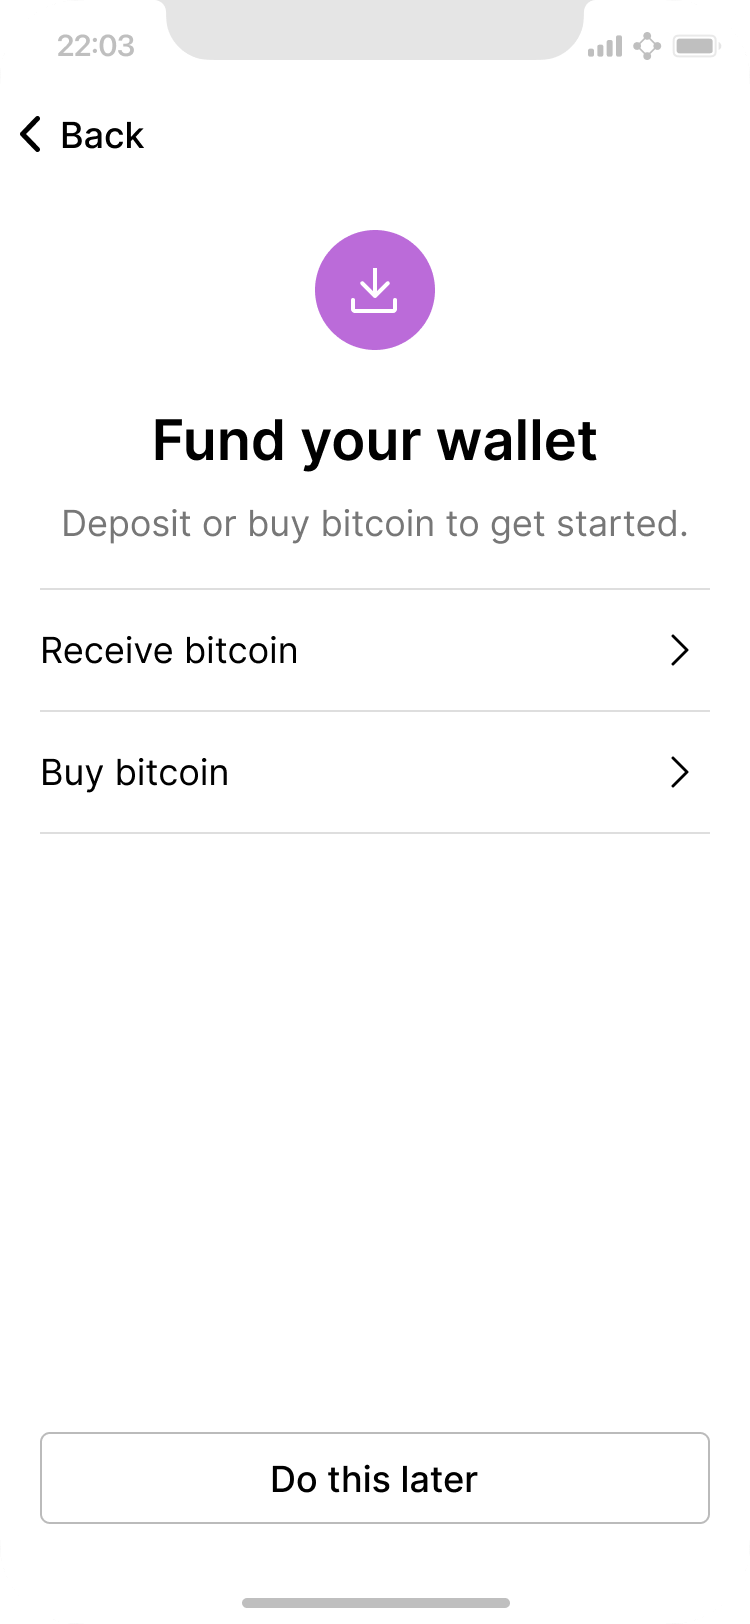 22:03
Back
Fund your wallet
Deposit or buy bitcoin to get started.
Receive bitcoin
Buy bitcoin
Do this later